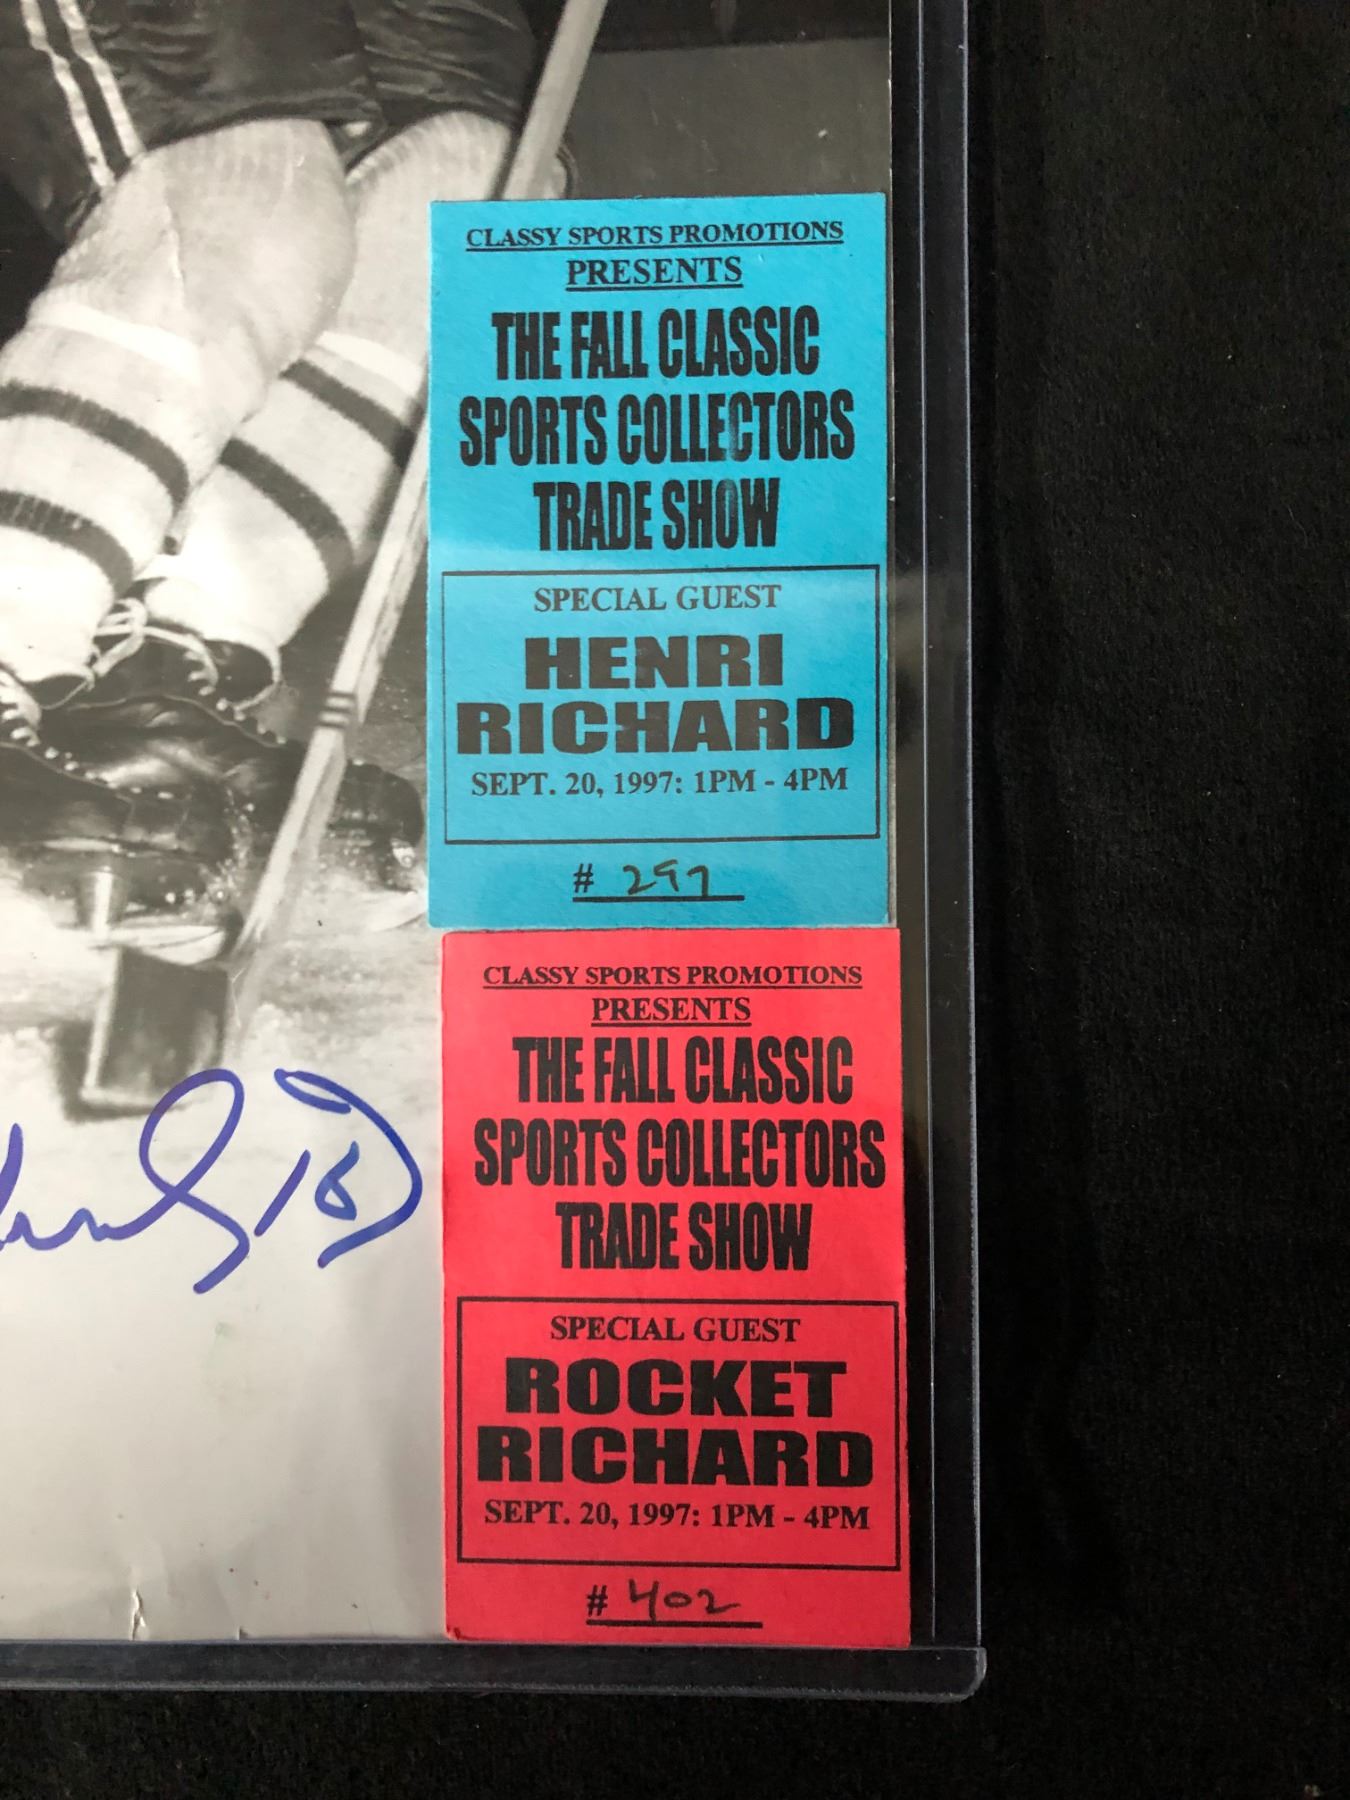 CLASSY SPORTS PROMOTIONS
PRESENTS
THE FALL CLASSIC
SPORTS COLLECTORS
TRADE SHOW
SPECIAL GUEST
HENRI
RICHARD
SEPT. 20, 1997: 1PM - 4PM
# 297
CLASSY SPORTS PROMOTIONS
PRESENTS
THE FALL CLASSIC
SPORTS COLLECTORS
TRADE SHOW
SPECIAL GUEST
ROCKET
RICHARD
SEPT. 20, 1997: 1PM - 4PM
# 402
16